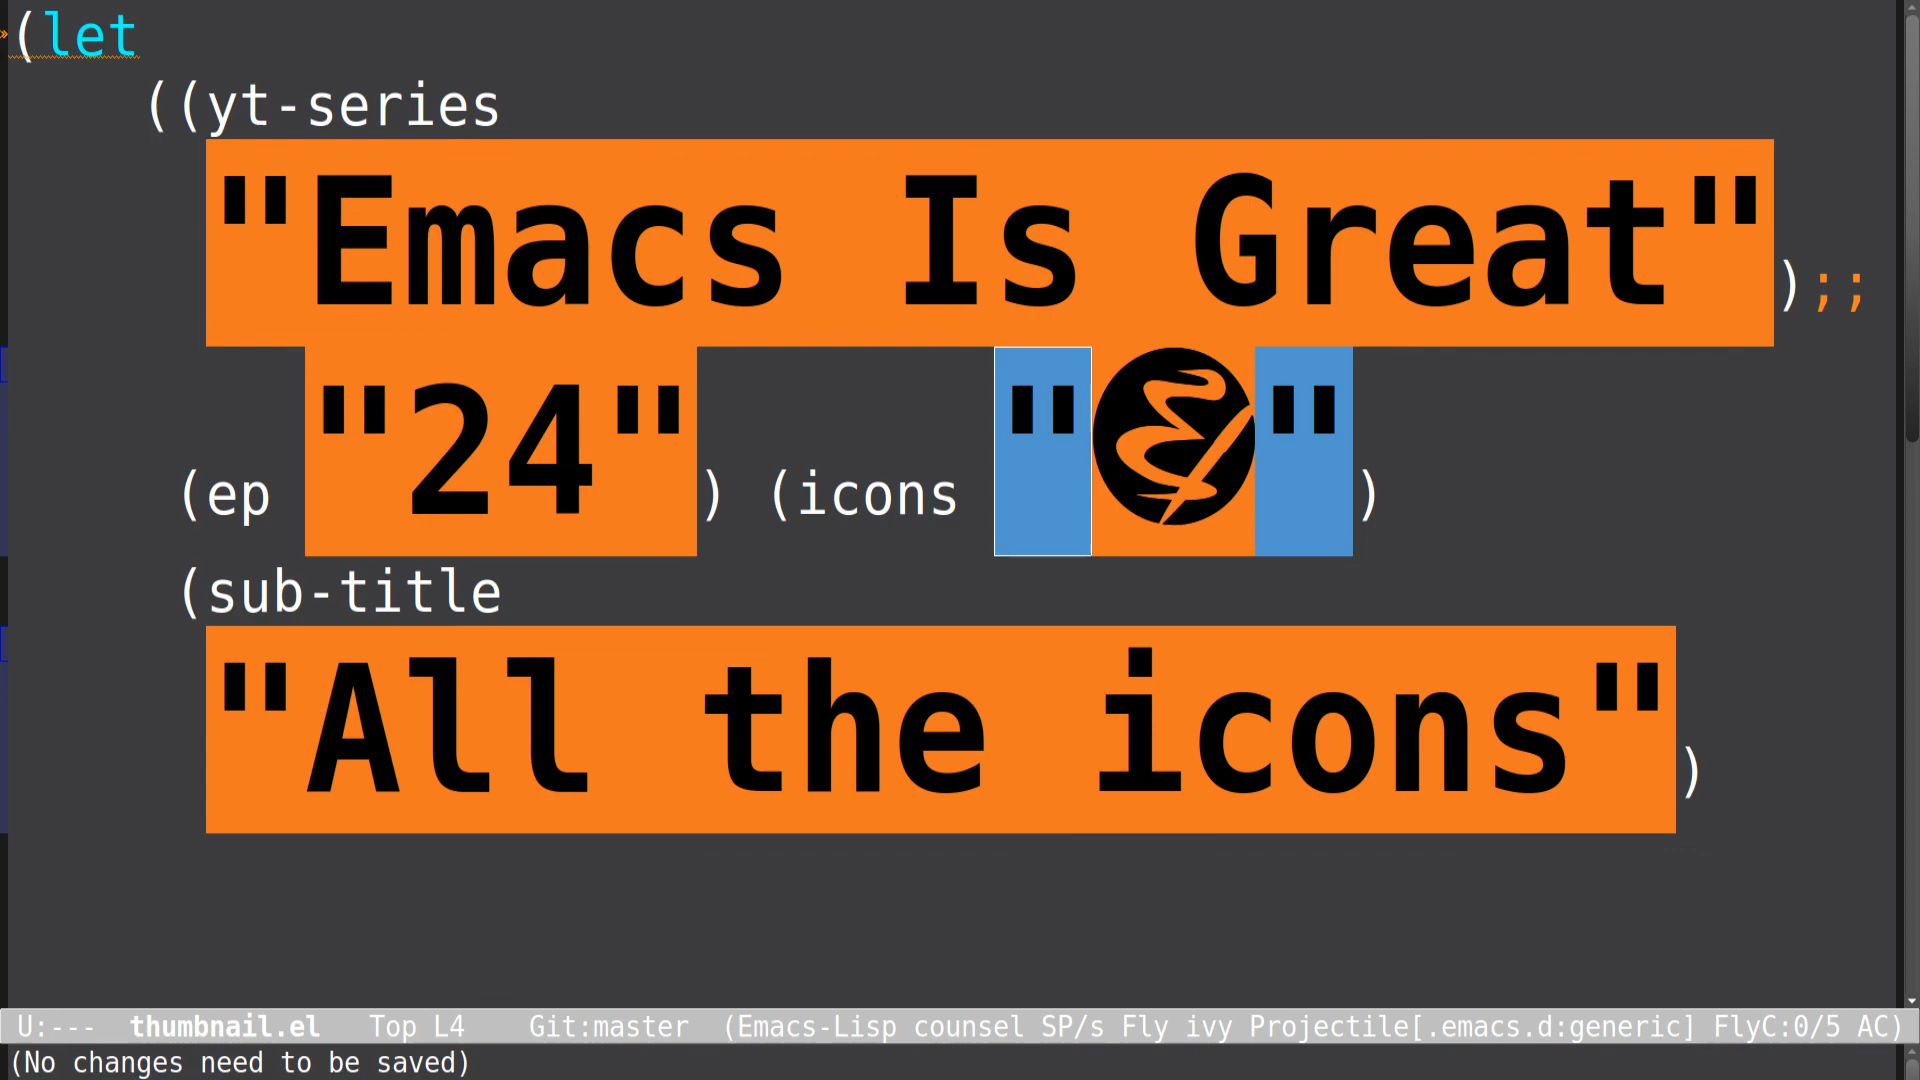 (let
((yt-series
"Emacs Is Great");;
(ep "24") (icons "")
(sub-title
"All the icons")
U:--- thumbnail.el Top L4 Git:master (Emacs-Lisp counsel SP/s Fly ivy Projectile[.emacs.d:generic] FlyC:0/5 AC)
(No changes need to be saved)